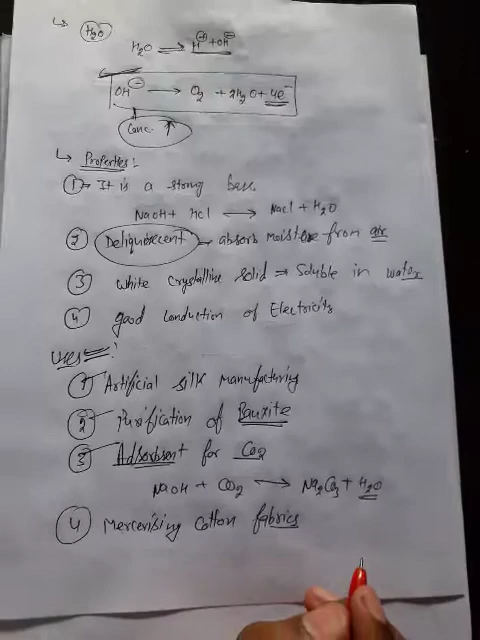 ↳ H₂O
H₂O ⇌ H⊕ + OH⊖
OH⊖ → O₂ + 2H₂O + 4e⁻
Conc. ↑
↳ Properties:
① → It is a strong base
NaOH + HCl ⟷ NaCl + H₂O
② Deliquescent → absorb moisture from air
③ white crystalline solid ⇒ Soluble in water
④ good conduction of Electricity
Uses:
① Artificial silk manufacturing
② Purification of Bauxite
③ Adsorbent for CO₂
NaOH + CO₂ → Na₂CO₃ + H₂O
④ Mercerising Cotton fabrics